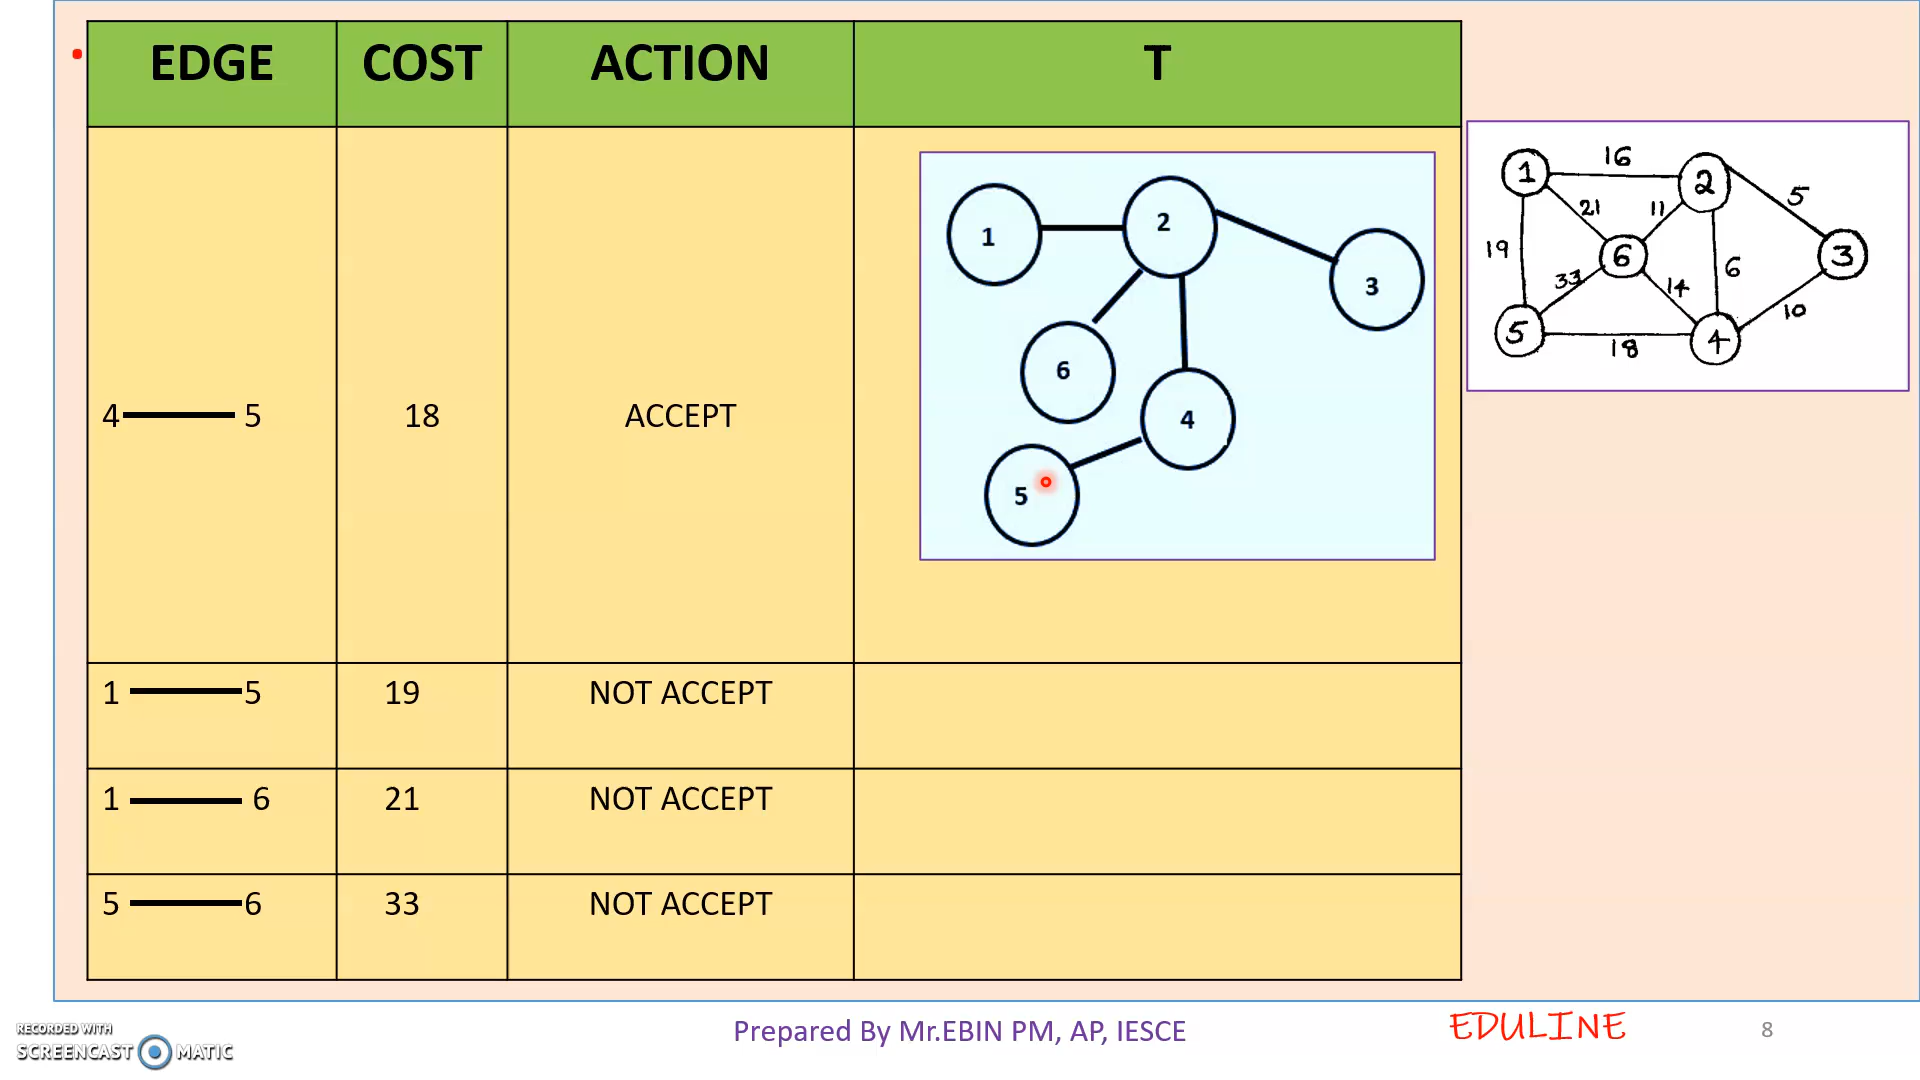 EDGE COST ACTION T
4 5 18 ACCEPT
1 2 3 6 4 5
1 5 19 NOT ACCEPT
1 6 21 NOT ACCEPT
5 6 33 NOT ACCEPT
16
1 2
21 11 5
19 6 3
33 14 6
10
5 4
18
Prepared By Mr.EBIN PM, AP, IESCE
EDULINE
8
RECORDED WITH
SCREENCAST MATIC